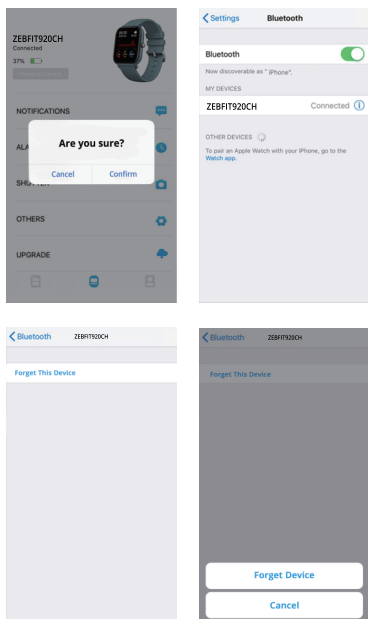 ZEBFIT920CH
Connected
37%
NOTIFICATIONS
ALA
Are you sure?
Cancel Confirm
SHUTTER
OTHERS
UPGRADE
Settings Bluetooth
Bluetooth
Now discoverable as " iPhone".
MY DEVICES
ZEBFIT920CH Connected
OTHER DEVICES
To pair an Apple Watch with your iPhone, go to the
Watch app.
Bluetooth ZEBFIT920CH
Forget This Device
Bluetooth ZEBFIT920CH
Forget This Device
Forget Device
Cancel